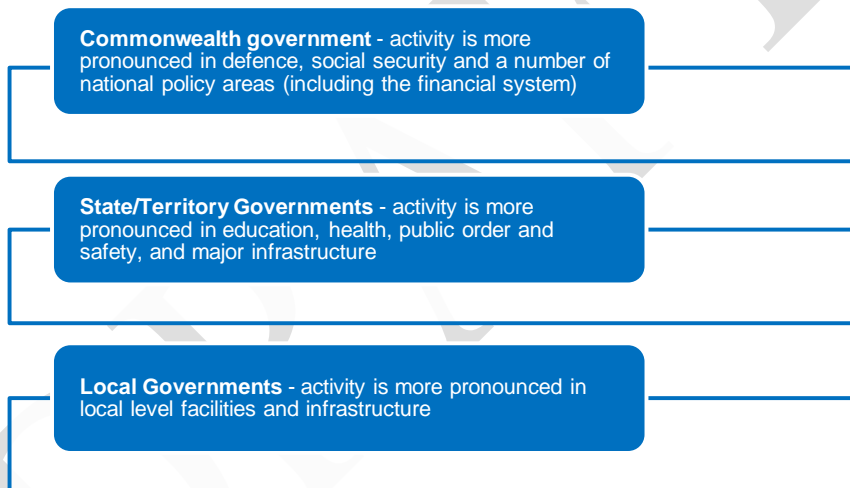 Commonwealth government - activity is more
pronounced in defence, social security and a number of
national policy areas (including the financial system)
State/Territory Governments - activity is more
pronounced in education, health, public order and
safety, and major infrastructure
Local Governments - activity is more pronounced in
local level facilities and infrastructure